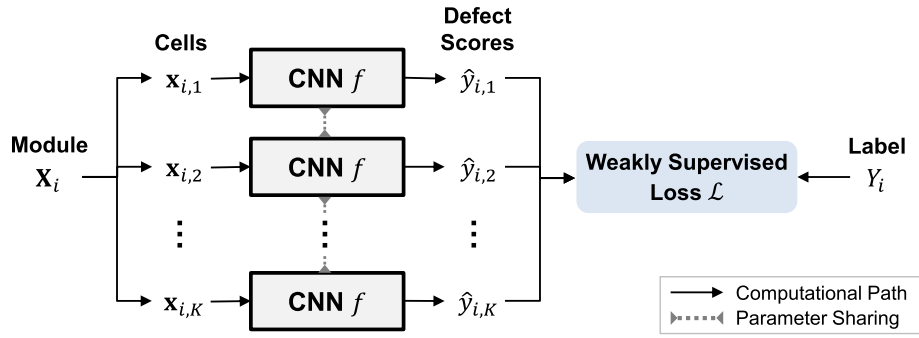 Cells
Defect
Scores
x_{i,1}
CNN f
ŷ_{i,1}
Module
X_i
x_{i,2}
CNN f
ŷ_{i,2}
Weakly Supervised
Loss ℒ
Label
Y_i
x_{i,K}
CNN f
ŷ_{i,K}
Computational Path
Parameter Sharing